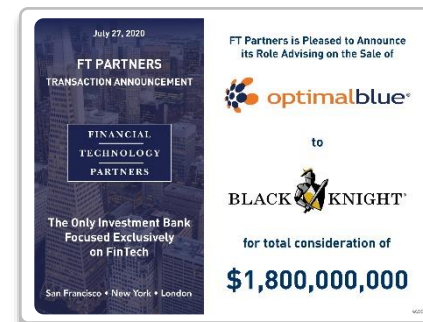 July 27, 2020
FT PARTNERS
TRANSACTION ANNOUNCEMENT
FINANCIAL
TECHNOLOGY
PARTNERS
The Only Investment Bank
Focused Exclusively
on FinTech
San Francisco • New York • London
FT Partners is Pleased to Announce
its Role Advising on the Sale of
optimalblue®
to
BLACK KNIGHT®
for total consideration of
$1,800,000,000